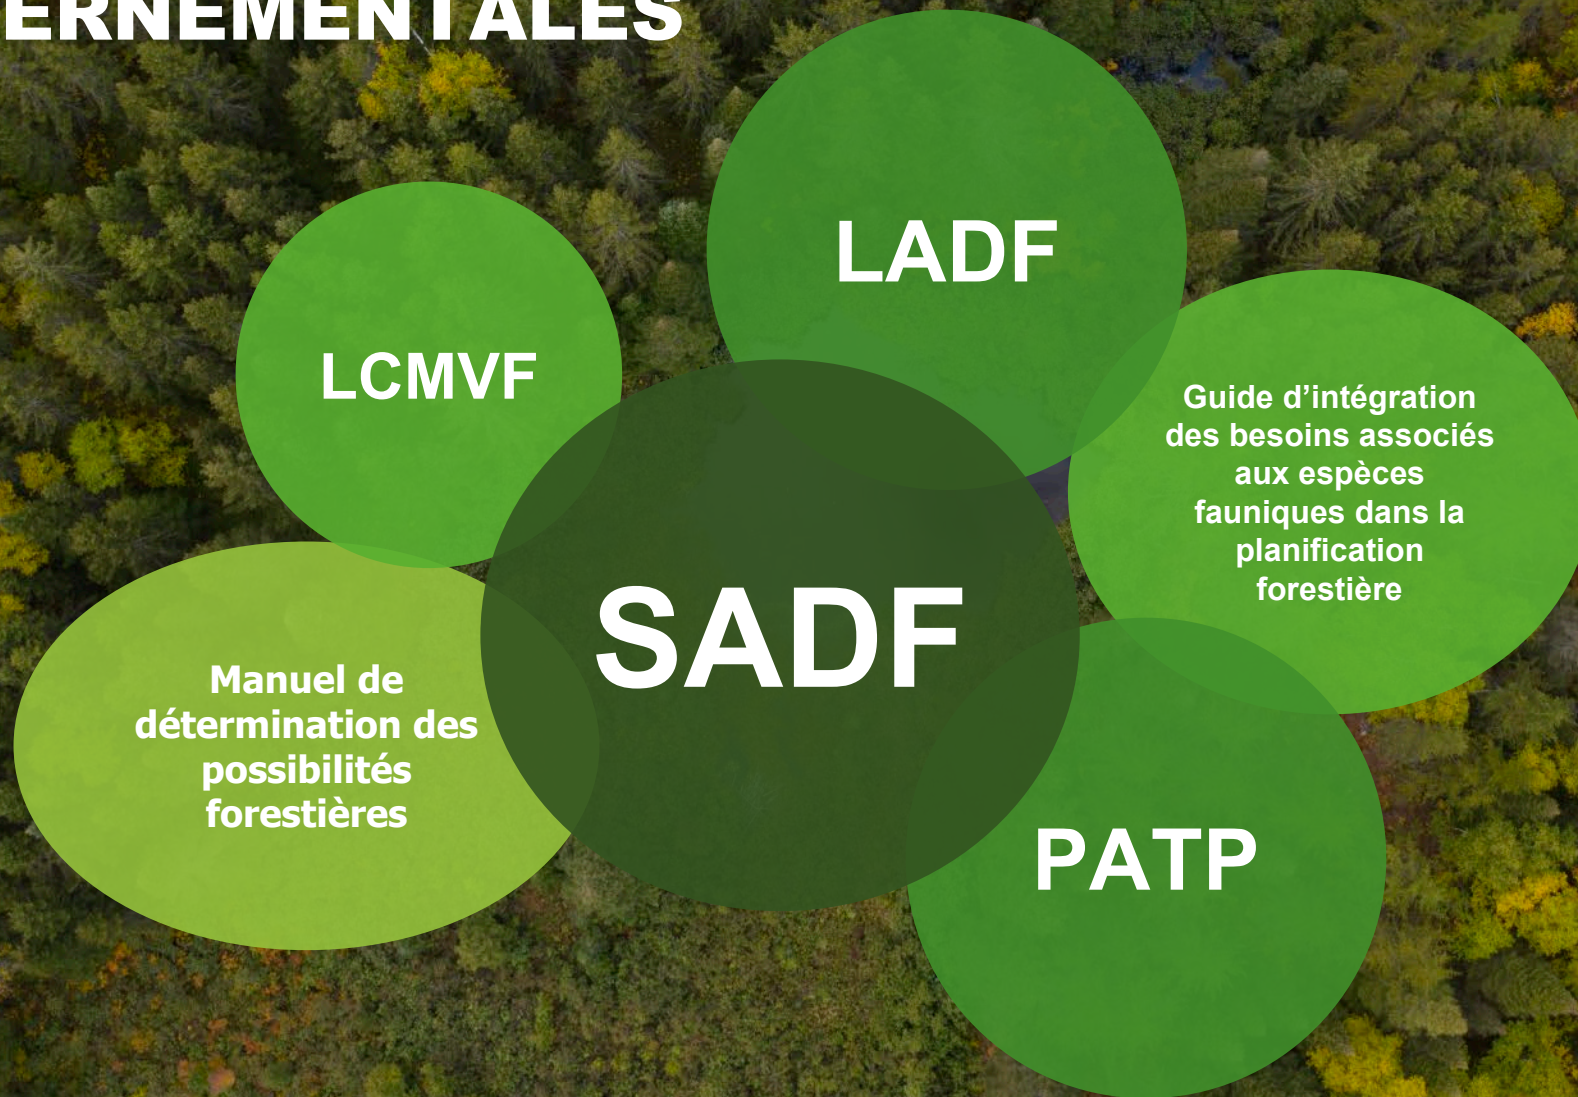 ERNEMENTALES
LADF
LCMVF
Guide d’intégration
des besoins associés
aux espèces
fauniques dans la
planification
forestière
SADF
Manuel de
détermination des
possibilités
forestières
PATP